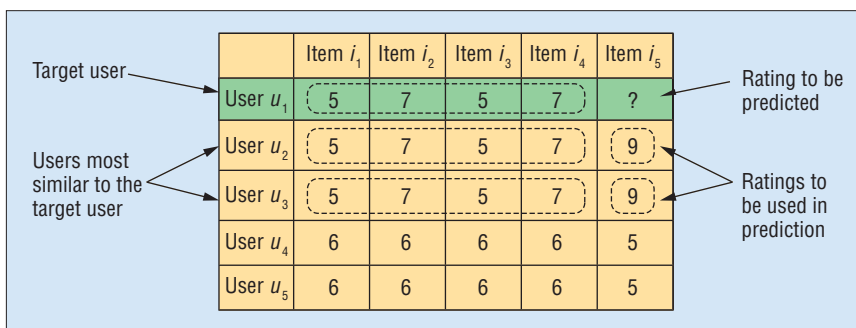 Item i1 Item i2 Item i3 Item i4 Item i5
Target user
User u1 5 7 5 7 ?
Rating to be
predicted
User u2 5 7 5 7 9
Users most
similar to the
target user
User u3 5 7 5 7 9
Ratings to
be used in
prediction
User u4 6 6 6 6 5
User u5 6 6 6 6 5